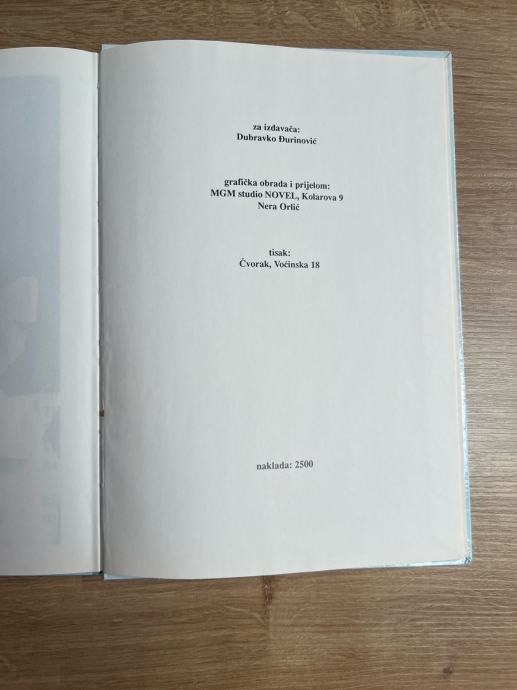 za izdavača:
Dubravko Đurinović
grafička obrada i prijelom:
MGM studio NOVEL, Kolarova 9
Nera Orlić
tisak:
Čvorak, Voćinska 18
naklada: 2500